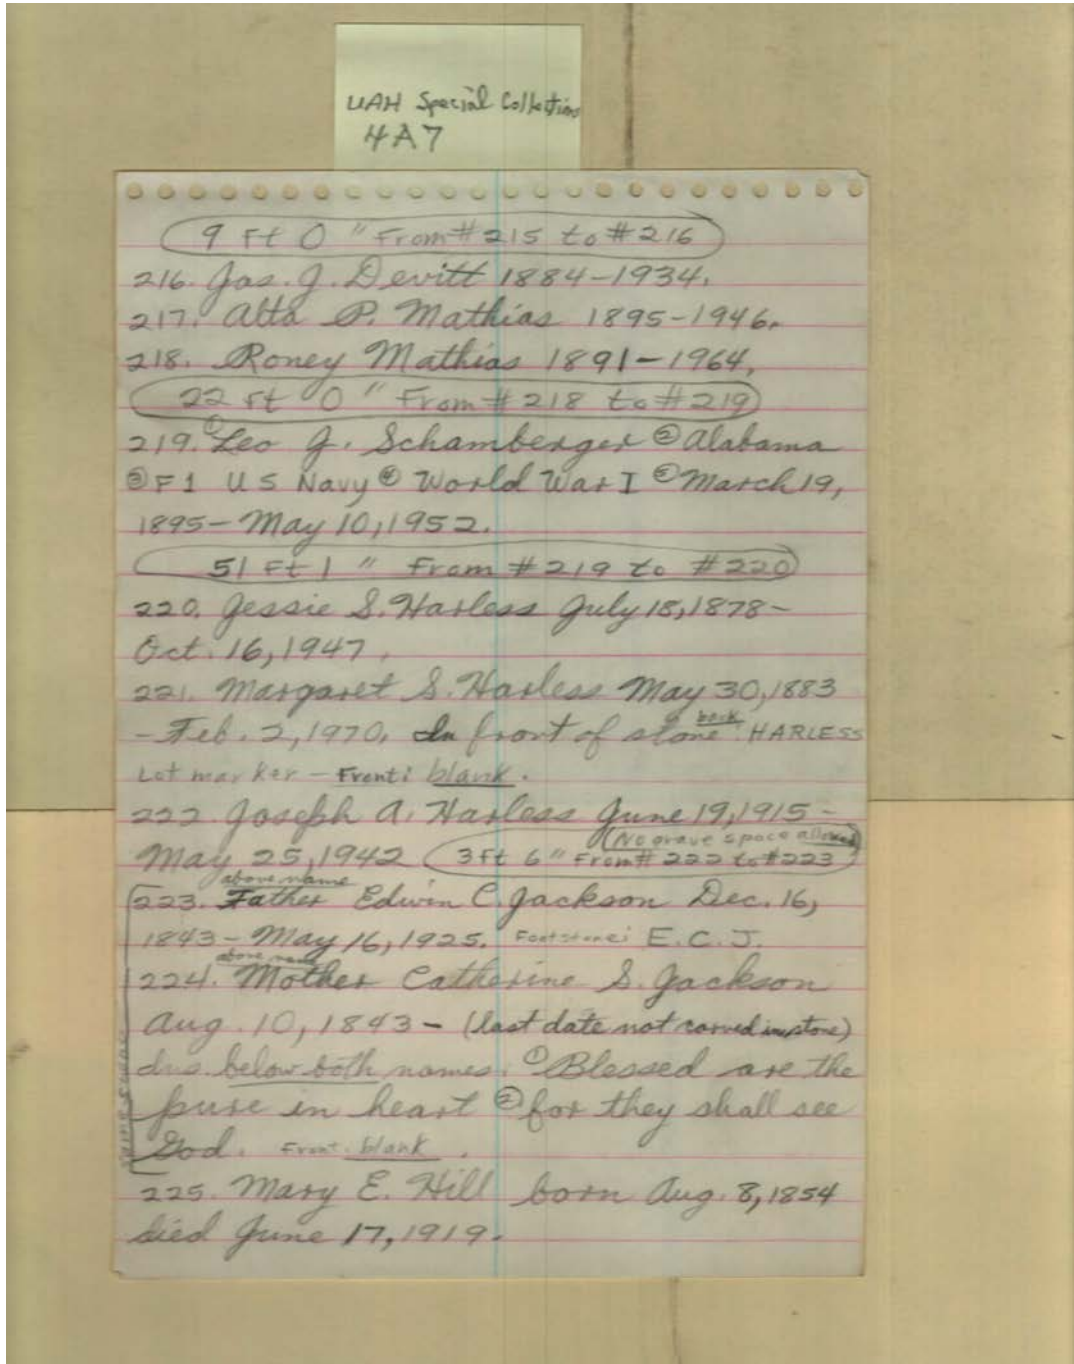 UAH Special Collections
4A7
9 Ft 0 " From # 215 to # 216
216. Jas. J. Devitt 1884-1934.
217. Alta P. Mathias 1895-1946.
218. Roney Mathias 1891-1964.
22 Ft 0 " From # 218 to # 219
219. ① Leo J. Schamberger ② Alabama
③ F1 US Navy ④ World War I ⑤ March 19,
1895- May 10, 1952.
51 Ft 1 " From # 219 to # 220
220. Jessie S. Harless July 18, 1878-
Oct. 16, 1947.
221. Margaret S. Harless May 30, 1883
- Feb. 2, 1970. In front of stone back: HARLESS
Lot marker - Front: blank.
222. Joseph A. Harless June 19, 1915-
(No grave space allowed)
May 25, 1942 3 ft 6 " From # 222 to # 223
above name
223. Father Edwin C. Jackson Dec. 16,
1843- May 16, 1925. Footstone: E.C.J.
above name
224. Mother Catherine S. Jackson
Aug. 10, 1843- (last date not carved in stone)
below both names. ① Blessed are the
pure in heart ② for they shall see
God. Front: blank.
225. Mary E. Hill born Aug. 8, 1854
died June 17, 1919.